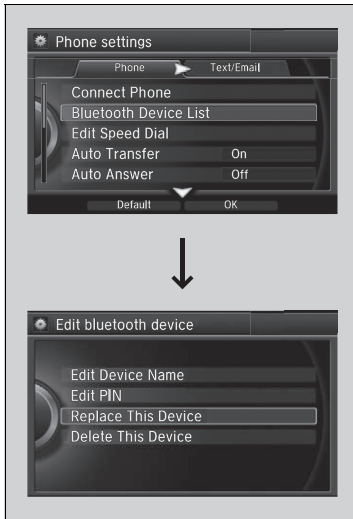 Phone settings
Phone Text/Email
Connect Phone
Bluetooth Device List
Edit Speed Dial
Auto Transfer On
Auto Answer Off
Default OK
Edit bluetooth device
Edit Device Name
Edit PIN
Replace This Device
Delete This Device